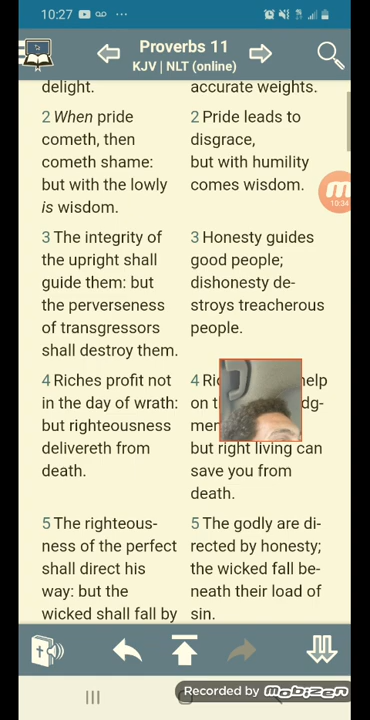 10:27
Proverbs 11
KJV | NLT (online)
delight.
2 When pride
cometh, then
cometh shame:
but with the lowly
is wisdom.
3 The integrity of
the upright shall
guide them: but
the perverseness
of transgressors
shall destroy them.
4 Riches profit not
in the day of wrath:
but righteousness
delivereth from
death.
5 The righteous-
ness of the perfect
shall direct his
way: but the
wicked shall fall by
accurate weights.
2 Pride leads to
disgrace,
but with humility
comes wisdom.
3 Honesty guides
good people;
dishonesty de-
stroys treacherous
people.
4
on
but right living can
save you from
death.
5 The godly are di-
rected by honesty;
the wicked fall be-
neath their load of
sin.
10:34
Recorded by mobizen